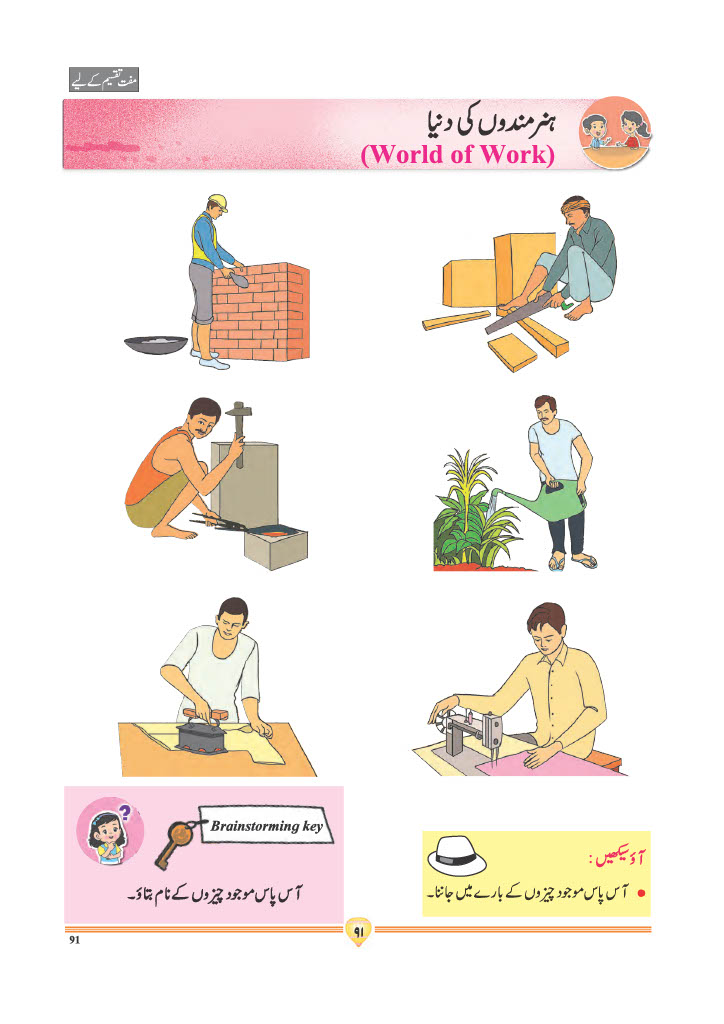 مفت تقسیم کے لیے
ہنرمندوں کی دنیا
(World of Work)
Brainstorming key
آس پاس موجود چیزوں کے نام بتاؤ۔
آؤ سیکھیں :
• آس پاس موجود چیزوں کے بارے میں جاننا۔
91
۹۱